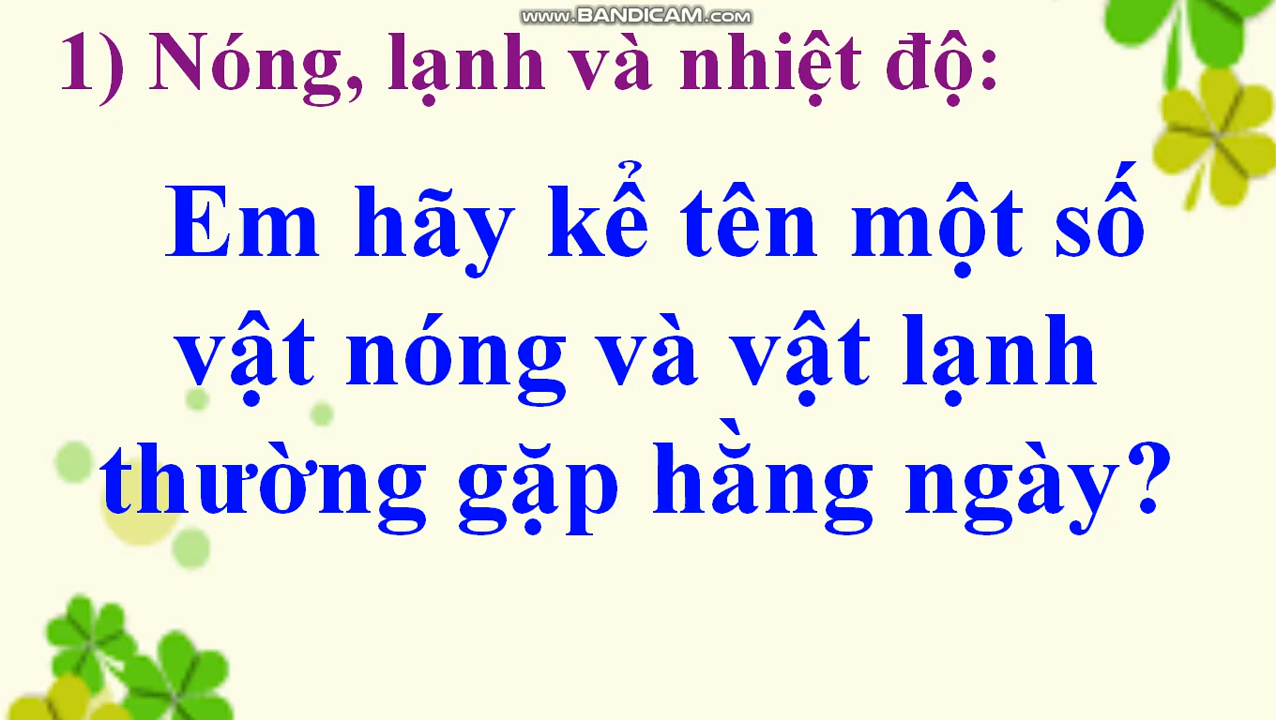 www.BANDICAM.com
1) Nóng, lạnh và nhiệt độ:
Em hãy kể tên một số
vật nóng và vật lạnh
thường gặp hằng ngày?